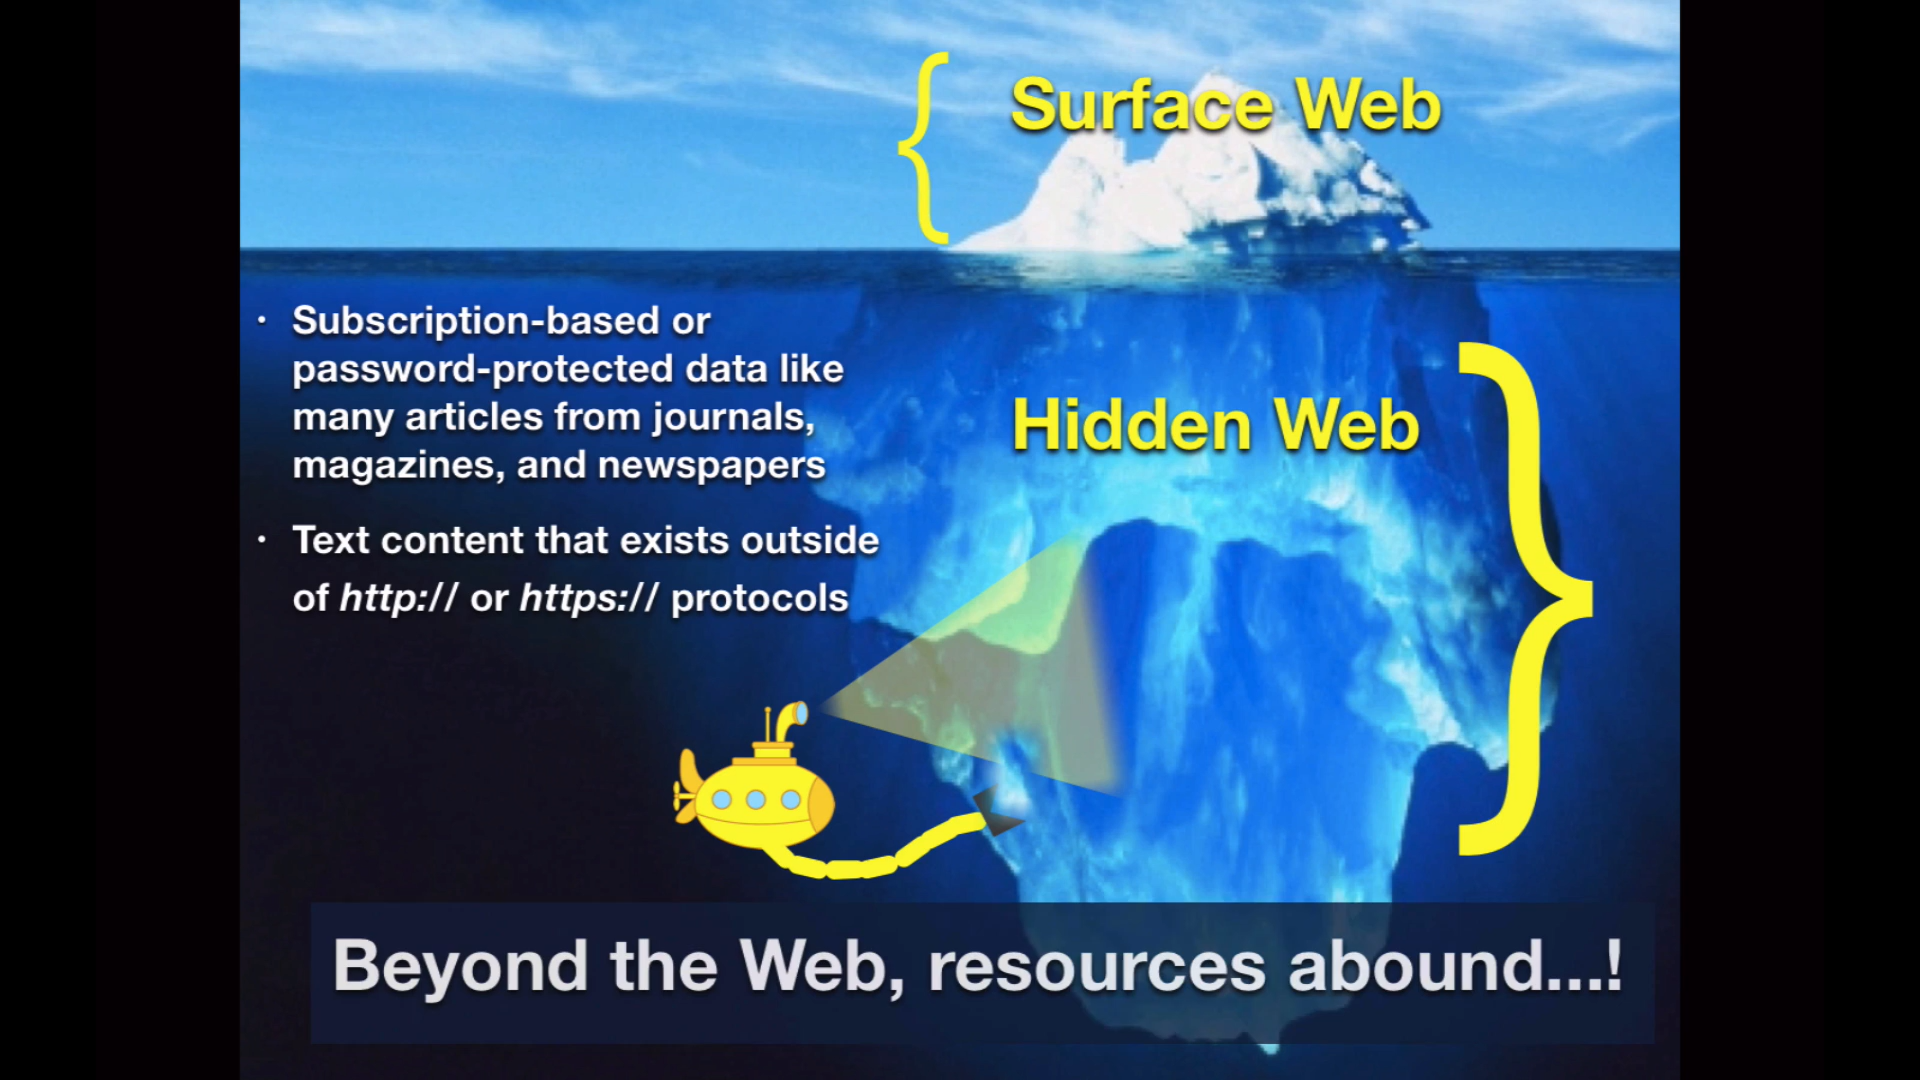 Surface Web
• Subscription-based or
password-protected data like
many articles from journals,
magazines, and newspapers
Hidden Web
• Text content that exists outside
of http:// or https:// protocols
Beyond the Web, resources abound...!